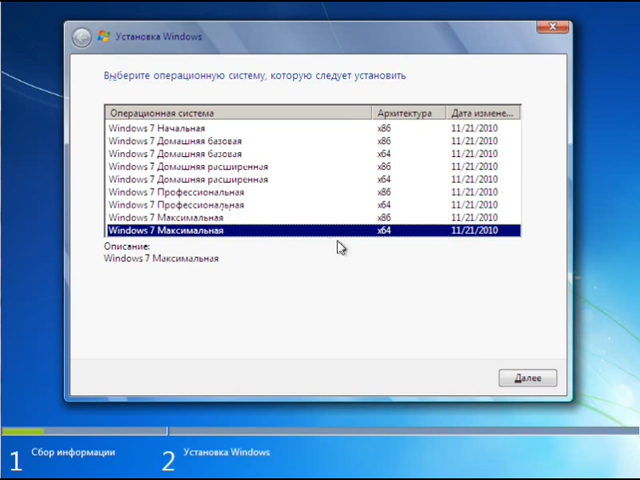 Установка Windows
Выберите операционную систему, которую следует установить
Операционная система Архитектура Дата измене...
Windows 7 Начальная x86 11/21/2010
Windows 7 Домашняя базовая x86 11/21/2010
Windows 7 Домашняя базовая x64 11/21/2010
Windows 7 Домашняя расширенная x86 11/21/2010
Windows 7 Домашняя расширенная x64 11/21/2010
Windows 7 Профессиональная x86 11/21/2010
Windows 7 Профессиональная x64 11/21/2010
Windows 7 Максимальная x86 11/21/2010
Windows 7 Максимальная x64 11/21/2010
Описание:
Windows 7 Максимальная
Далее
1 Сбор информации 2 Установка Windows